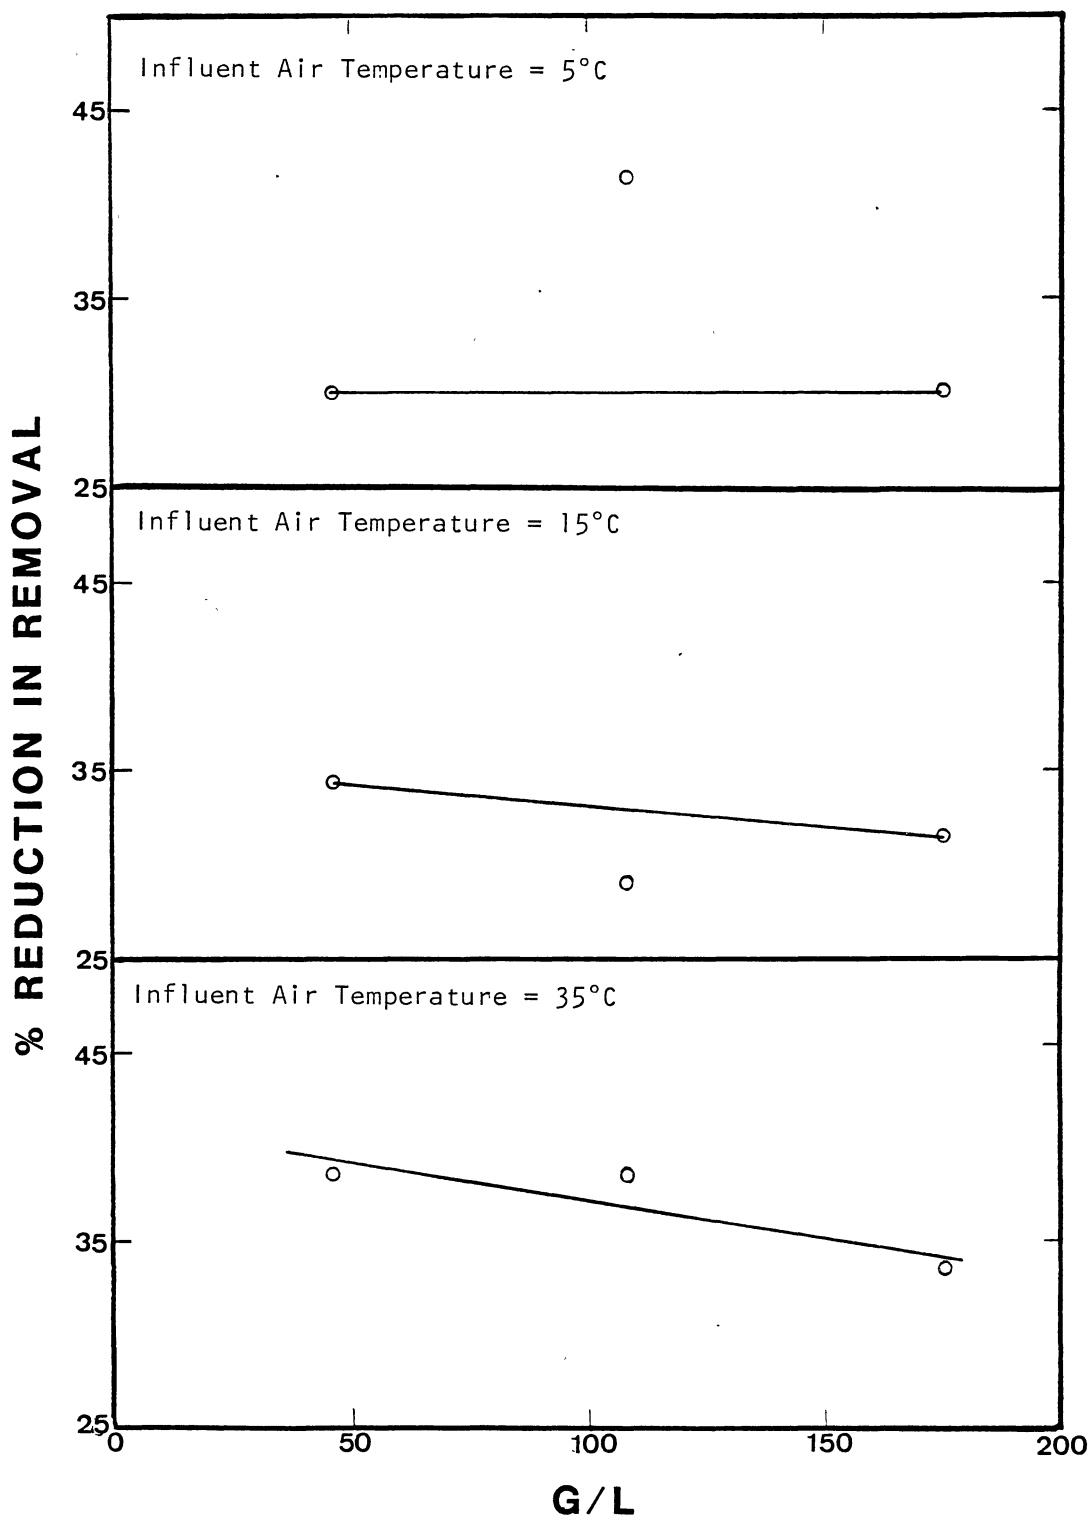 Influent Air Temperature = 5°C
45
35
25
Influent Air Temperature = 15°C
45
35
25
Influent Air Temperature = 35°C
45
35
25
% REDUCTION IN REMOVAL
0 50 100 150 200
G/L